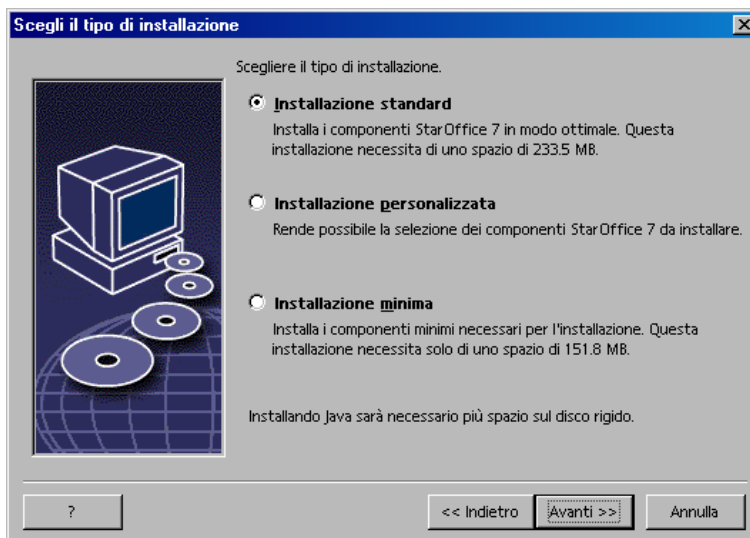 Scegli il tipo di installazione
Scegliere il tipo di installazione.
Installazione standard
Installa i componenti StarOffice 7 in modo ottimale. Questa
installazione necessita di uno spazio di 233.5 MB.
Installazione personalizzata
Rende possibile la selezione dei componenti StarOffice 7 da installare.
Installazione minima
Installa i componenti minimi necessari per l'installazione. Questa
installazione necessita solo di uno spazio di 151.8 MB.
Installando Java sarà necessario più spazio sul disco rigido.
?
<< Indietro
Avanti >>
Annulla